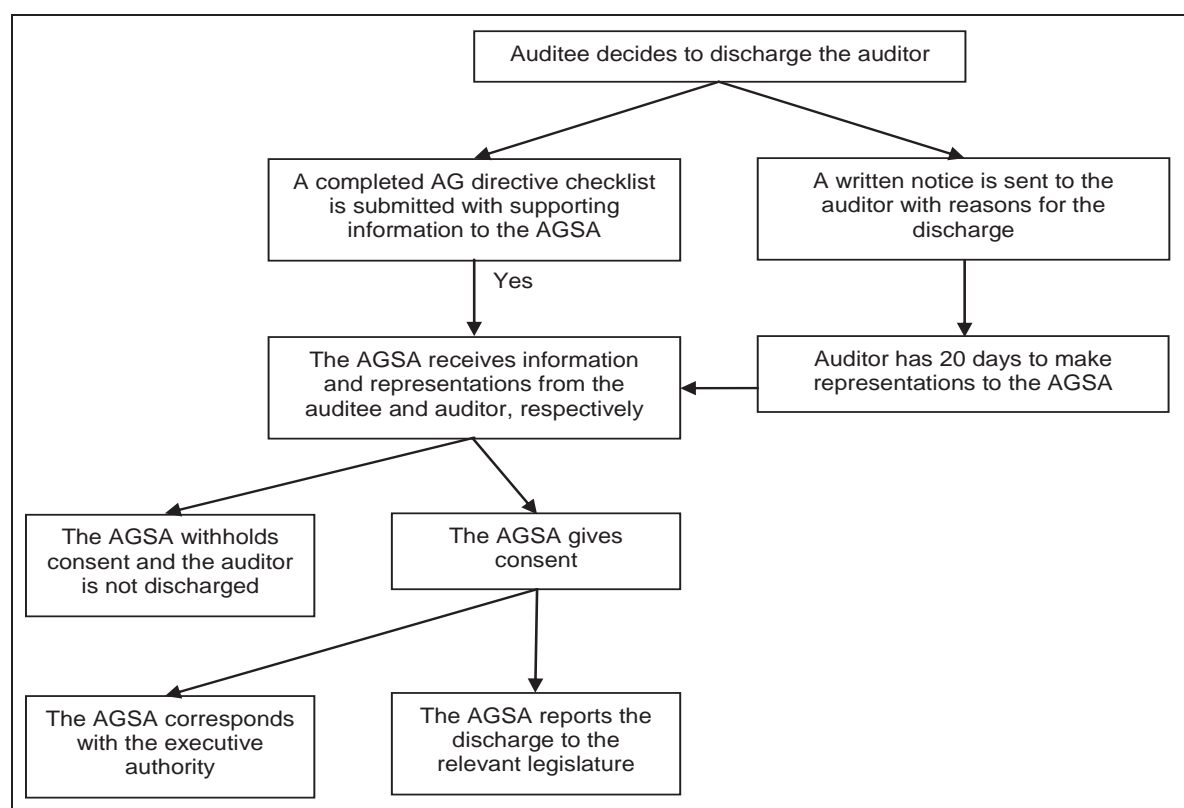 Auditee decides to discharge the auditor
A completed AG directive checklist
is submitted with supporting
information to the AGSA
A written notice is sent to the
auditor with reasons for the
discharge
Yes
The AGSA receives information
and representations from the
auditee and auditor, respectively
Auditor has 20 days to make
representations to the AGSA
The AGSA withholds
consent and the auditor
is not discharged
The AGSA gives
consent
The AGSA corresponds
with the executive
authority
The AGSA reports the
discharge to the
relevant legislature